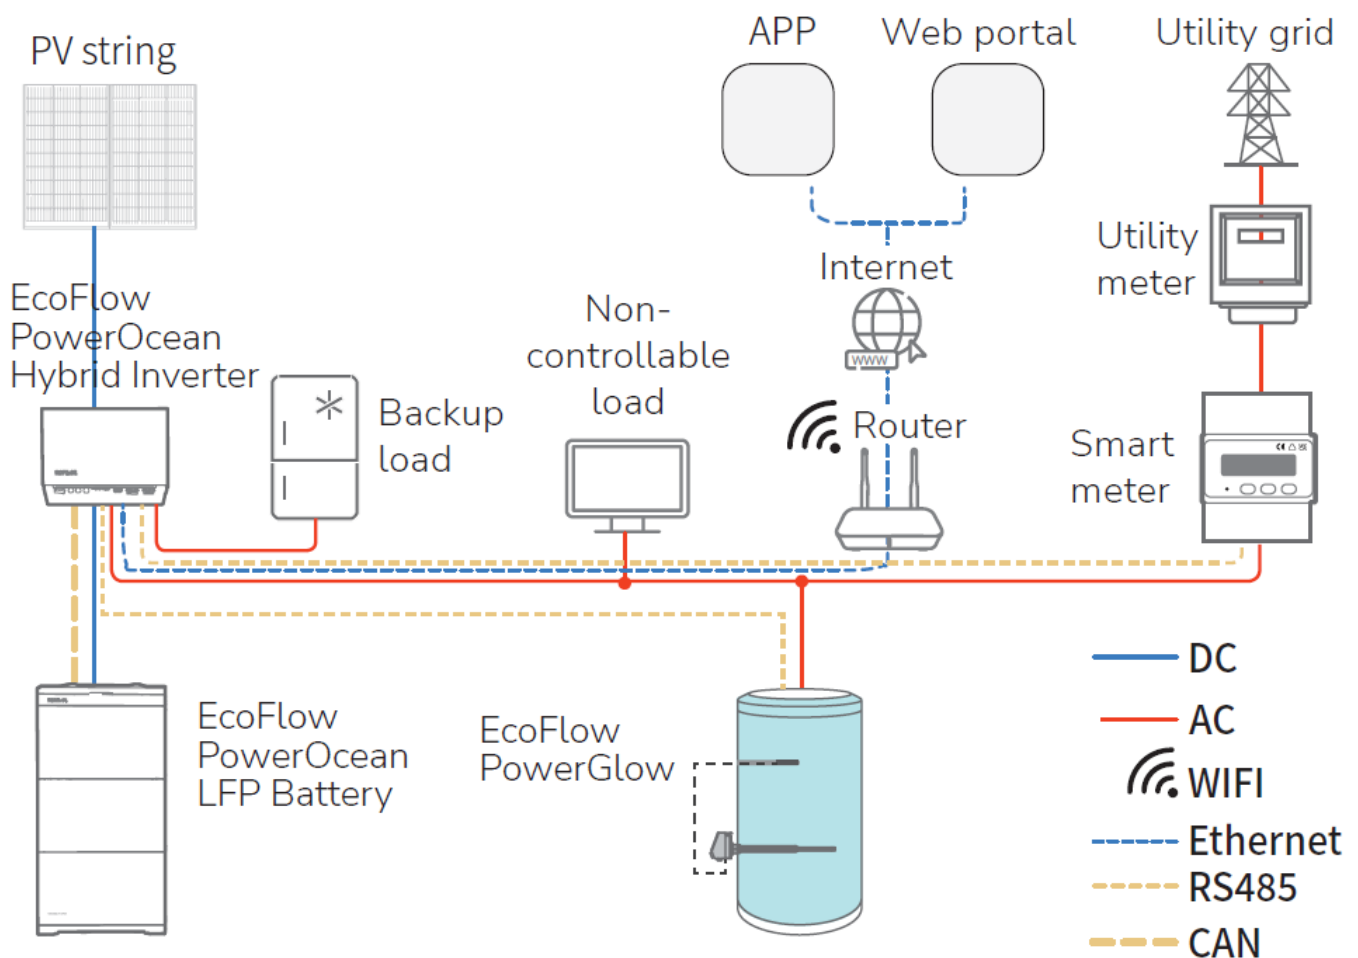 PV string
APP
Web portal
Utility grid
Utility
meter
Internet
EcoFlow
PowerOcean
Hybrid Inverter
Non-
controllable
load
www
Backup
load
Router
Smart
meter
DC
AC
WIFI
Ethernet
RS485
CAN
EcoFlow
PowerOcean
LFP Battery
EcoFlow
PowerGlow